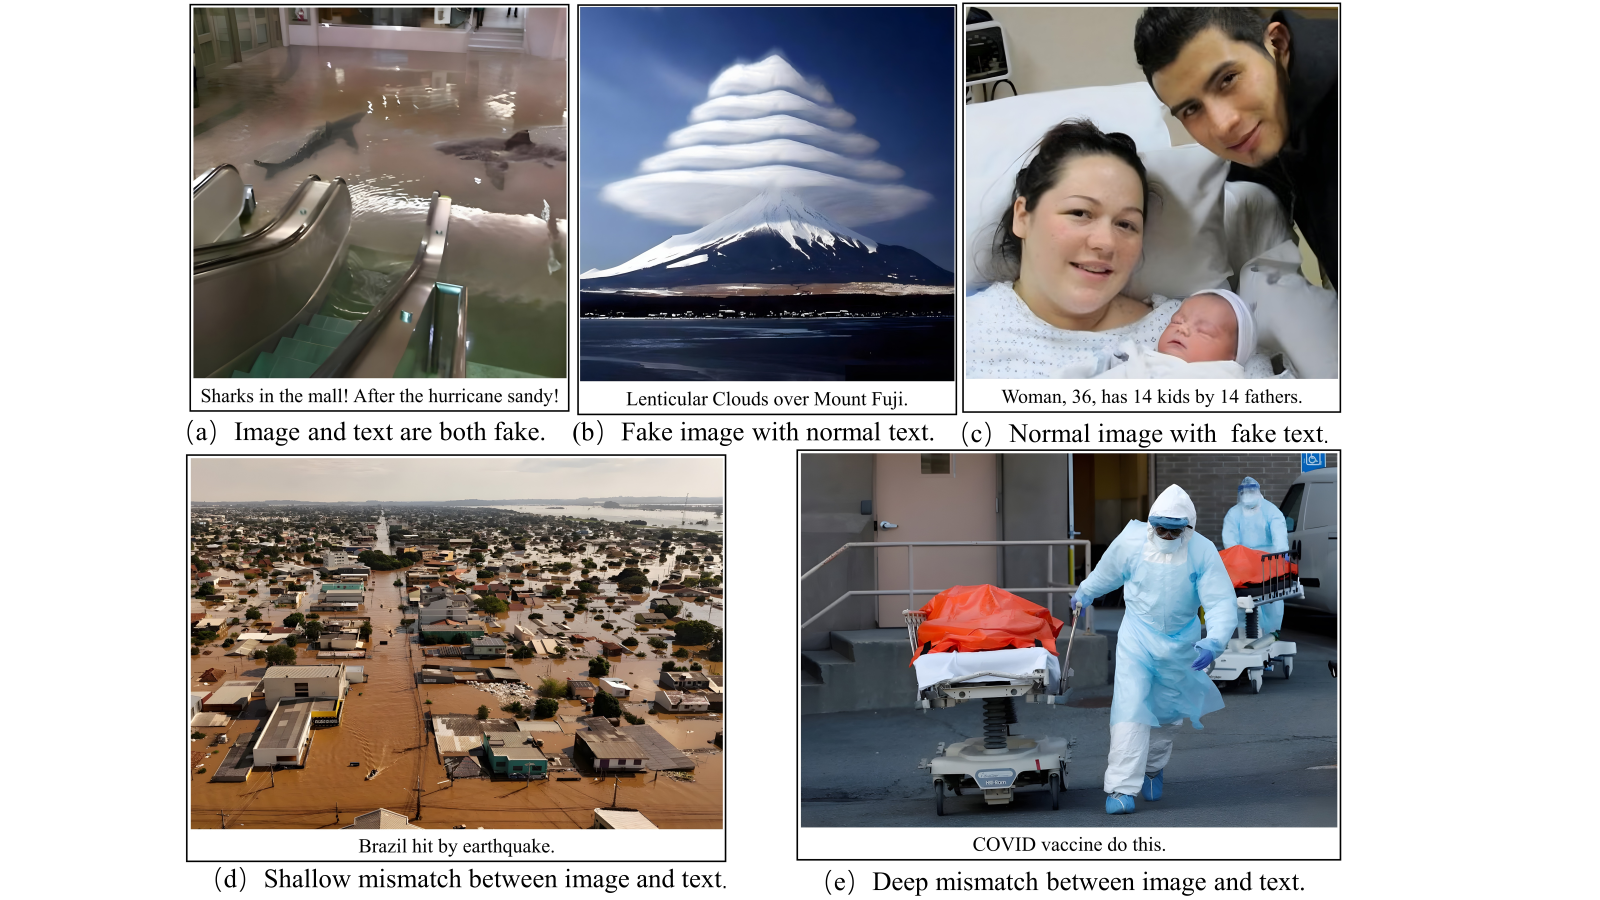 Sharks in the mall! After the hurricane sandy!
Lenticular Clouds over Mount Fuji.
Woman, 36, has 14 kids by 14 fathers.
(a) Image and text are both fake.
(b) Fake image with normal text.
(c) Normal image with fake text.
Brazil hit by earthquake.
COVID vaccine do this.
(d) Shallow mismatch between image and text.
(e) Deep mismatch between image and text.